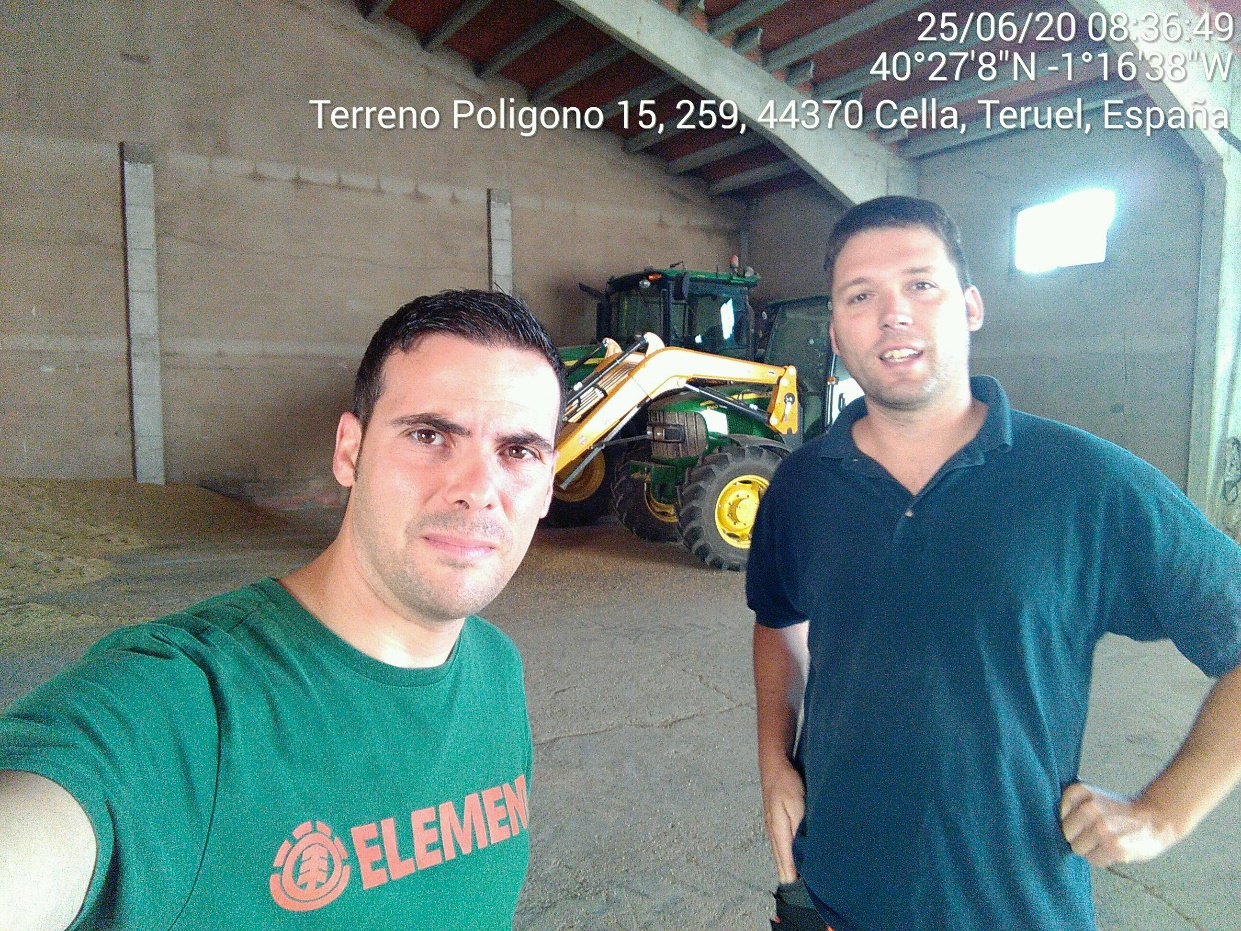 25/06/20 08:36:49
40°27'8"N -1°16'38"W
Terreno Poligono 15, 259, 44370 Cella, Teruel, España
ELEMENT